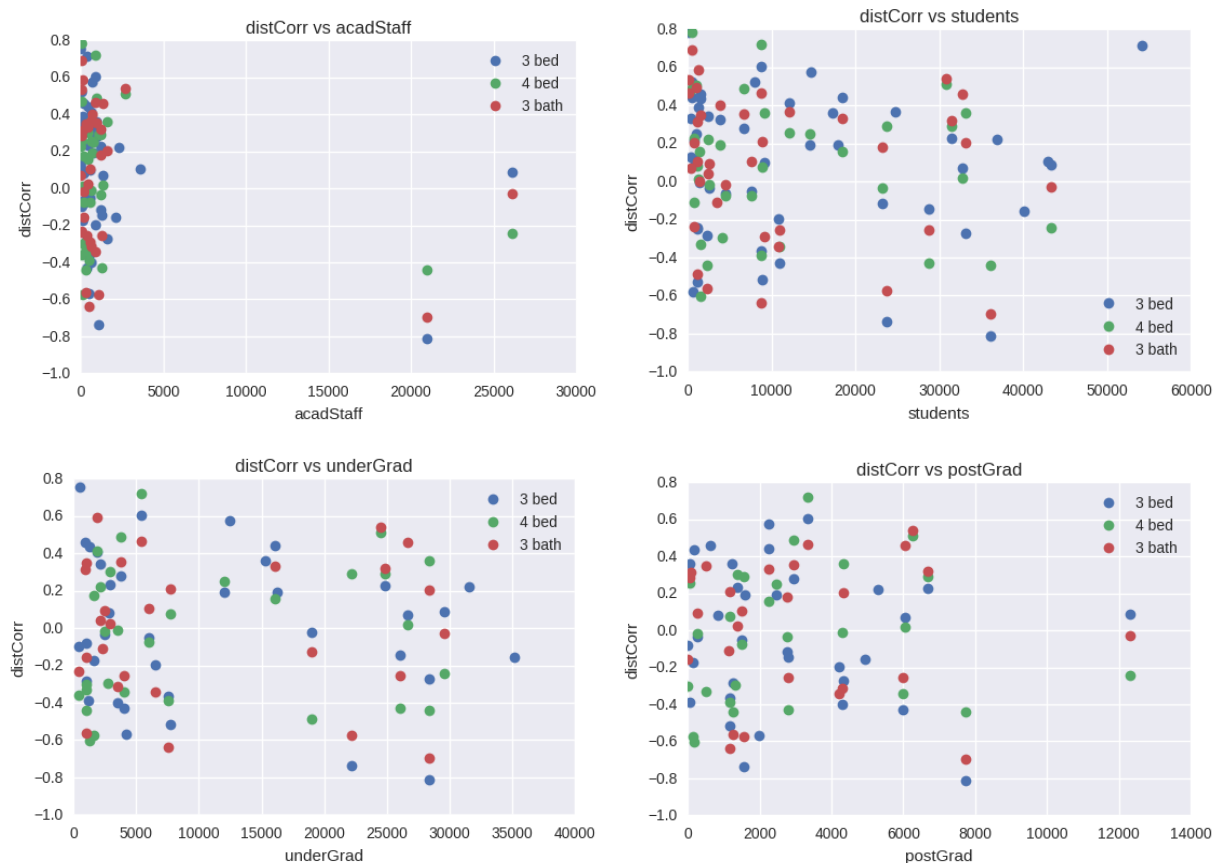 distCorr vs acadStaff
0.8
0.6
0.4
0.2
0.0
−0.2
−0.4
−0.6
−0.8
−1.0
distCorr
3 bed
4 bed
3 bath
0 5000 10000 15000 20000 25000 30000
acadStaff
distCorr vs students
0.8
0.6
0.4
0.2
0.0
−0.2
−0.4
−0.6
−0.8
−1.0
distCorr
3 bed
4 bed
3 bath
0 10000 20000 30000 40000 50000 60000
students
distCorr vs underGrad
0.8
0.6
0.4
0.2
0.0
−0.2
−0.4
−0.6
−0.8
−1.0
distCorr
3 bed
4 bed
3 bath
0 5000 10000 15000 20000 25000 30000 35000 40000
underGrad
distCorr vs postGrad
0.8
0.6
0.4
0.2
0.0
−0.2
−0.4
−0.6
−0.8
−1.0
distCorr
3 bed
4 bed
3 bath
0 2000 4000 6000 8000 10000 12000 14000
postGrad